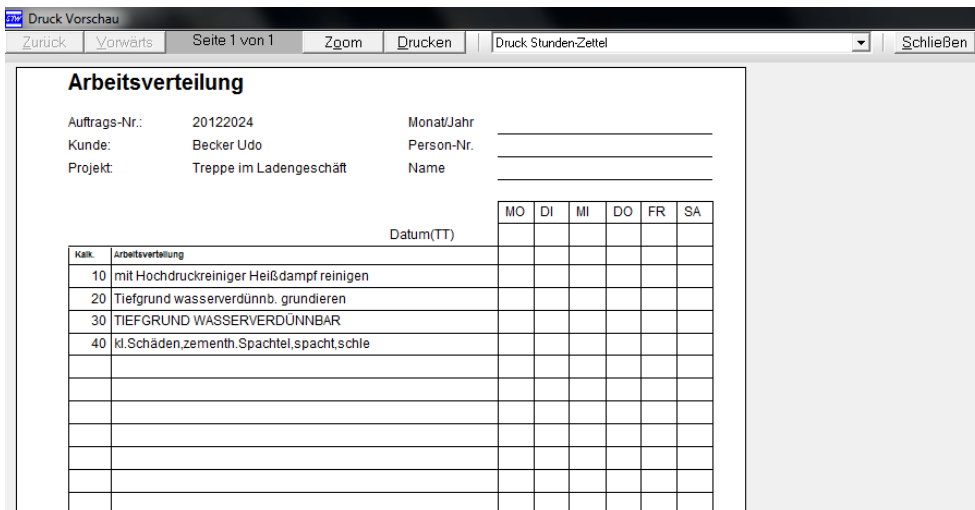 STW Druck Vorschau
Zurück Vorwärts Seite 1 von 1 Zoom Drucken Druck Stunden-Zettel Schließen
Arbeitsverteilung
Auftrags-Nr.: 20122024 Monat/Jahr
Kunde: Becker Udo Person-Nr.
Projekt: Treppe im Ladengeschäft Name
MO DI MI DO FR SA
Datum(TT)
Kalk. Arbeitsverteilung
10 mit Hochdruckreiniger Heißdampf reinigen
20 Tiefgrund wasserverdünnb. grundieren
30 TIEFGRUND WASSERVERDÜNNBAR
40 kl.Schäden,zementh.Spachtel,spacht,schle